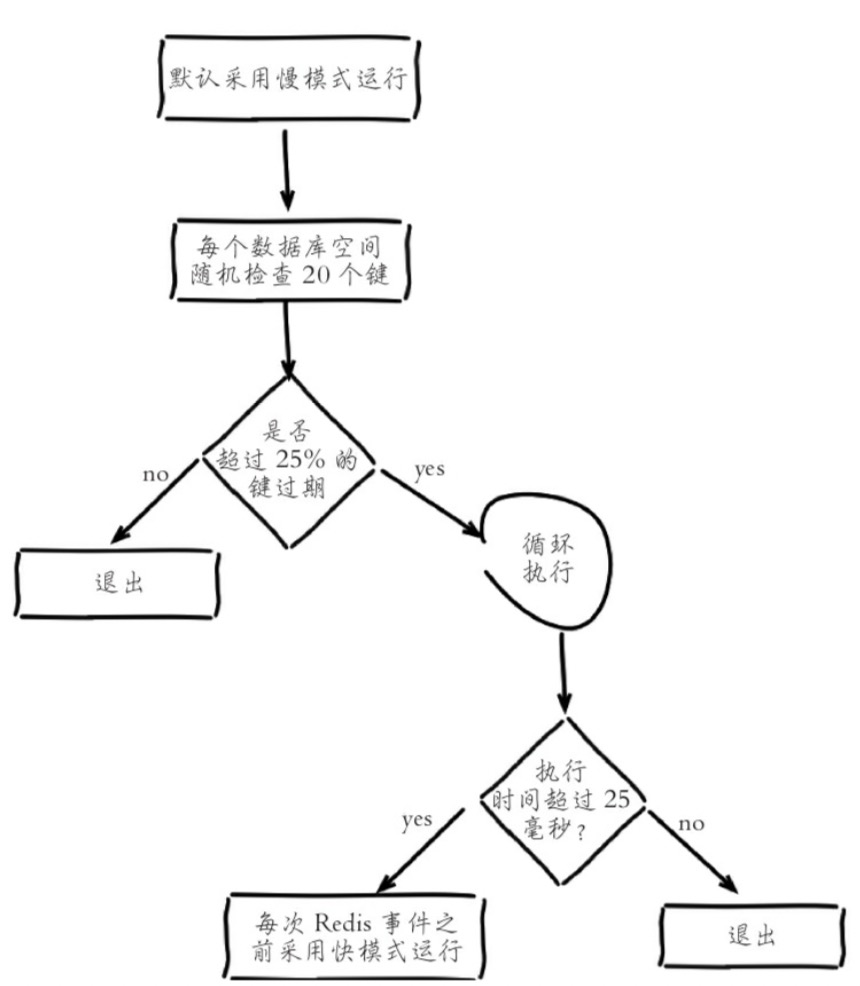 默认采用慢模式运行
每个数据库空间
随机检查 20 个键
是否
超过 25% 的
键过期
no
yes
退出
循环
执行
执行
时间超过 25
毫秒?
yes
no
每次 Redis 事件之
前采用快模式运行
退出